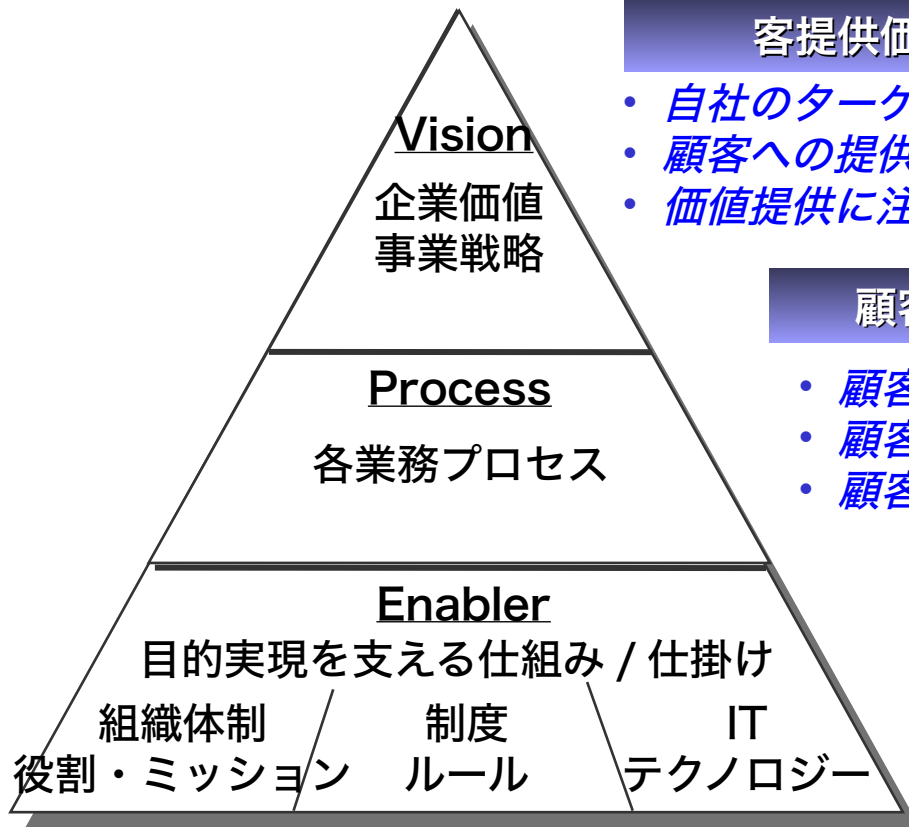 Vision
企業価値
事業戦略
Process
各業務プロセス
Enabler
目的実現を支える仕組み / 仕掛け
組織体制 制度 IT
役割・ミッション ルール テクノロジー
客提供
• 自社のターゲ
• 顧客への提供
• 価値提供に注
顧
• 顧客
• 顧客
• 顧客